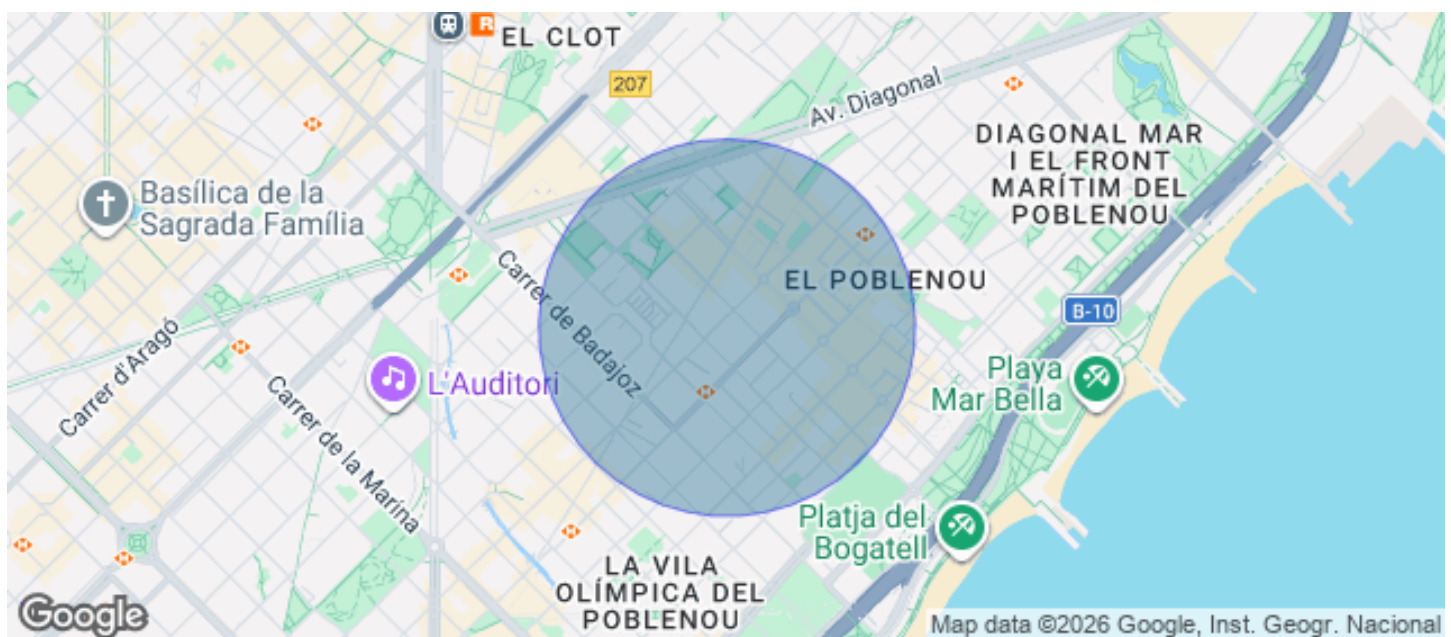 R
EL CLOT
207
Av. Diagonal
DIAGONAL MAR
I EL FRONT
MARÍTIM DEL
POBLENOU
Basílica de la
Sagrada Família
Carrer de Badajoz
EL POBLENOU
B-10
Carrer d'Aragó
L'Auditori
Playa
Mar Bella
Carrer de la Marina
Platja del
Bogatell
LA VILA
OLÍMPICA DEL
POBLENOU
Google
Map data ©2026 Google, Inst. Geogr. Nacional